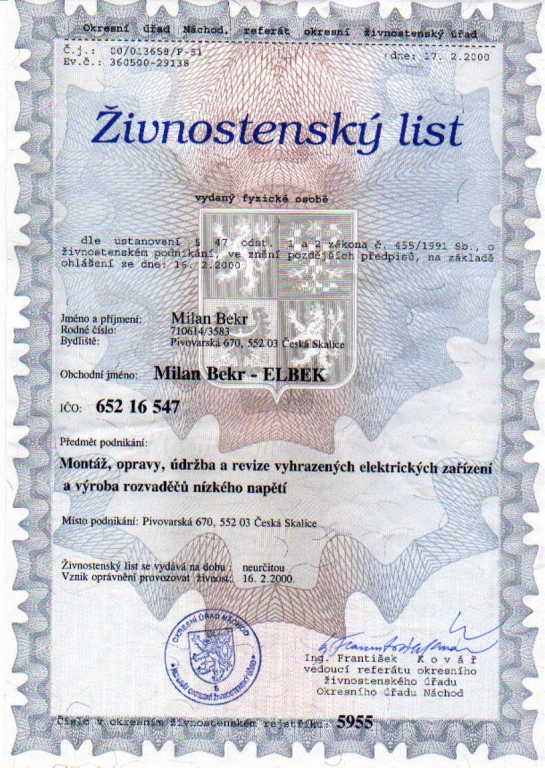 Okresní úřad Náchod, referát okresní živnostenský úřad
Č.j.: 00/013658/F-S1
Ev.č.: 360500-29138
dne: 17. 2.2000
Živnostenský list
vydaný fyzické osobě
dle ustanovení § 47 odst. 1 a 2 zákona č. 455/1991 Sb., o
živnostenském podnikání, ve znění pozdějších předpisů, na základě
ohlášení ze dne: 16. 2.2000
Jméno a příjmení: Milan Bekr
Rodné číslo: 710614/3583
Bydliště: Pivovarská 670, 552 03 Česká Skalice
Obchodní jméno: Milan Bekr - ELBEK
IČO: 652 16 547
Předmět podnikání:
Montáž, opravy, údržba a revize vyhrazených elektrických zařízení
a výroba rozvaděčů nízkého napětí
Místo podnikání: Pivovarská 670, 552 03 Česká Skalice
Živnostenský list se vydává na dobu : neurčitou
Vznik oprávnění provozovat živnost: 16. 2.2000.
OKRESNÍ ÚŘAD NÁCHOD
OKRESNÍ ŽIVNOSTENSKÝ ÚŘAD
Ing. František Kovář
vedoucí referátu okresního
živnostenského úřadu
Okresního úřadu Náchod
Číslo v okresním živnostenském rejstříku: 5955